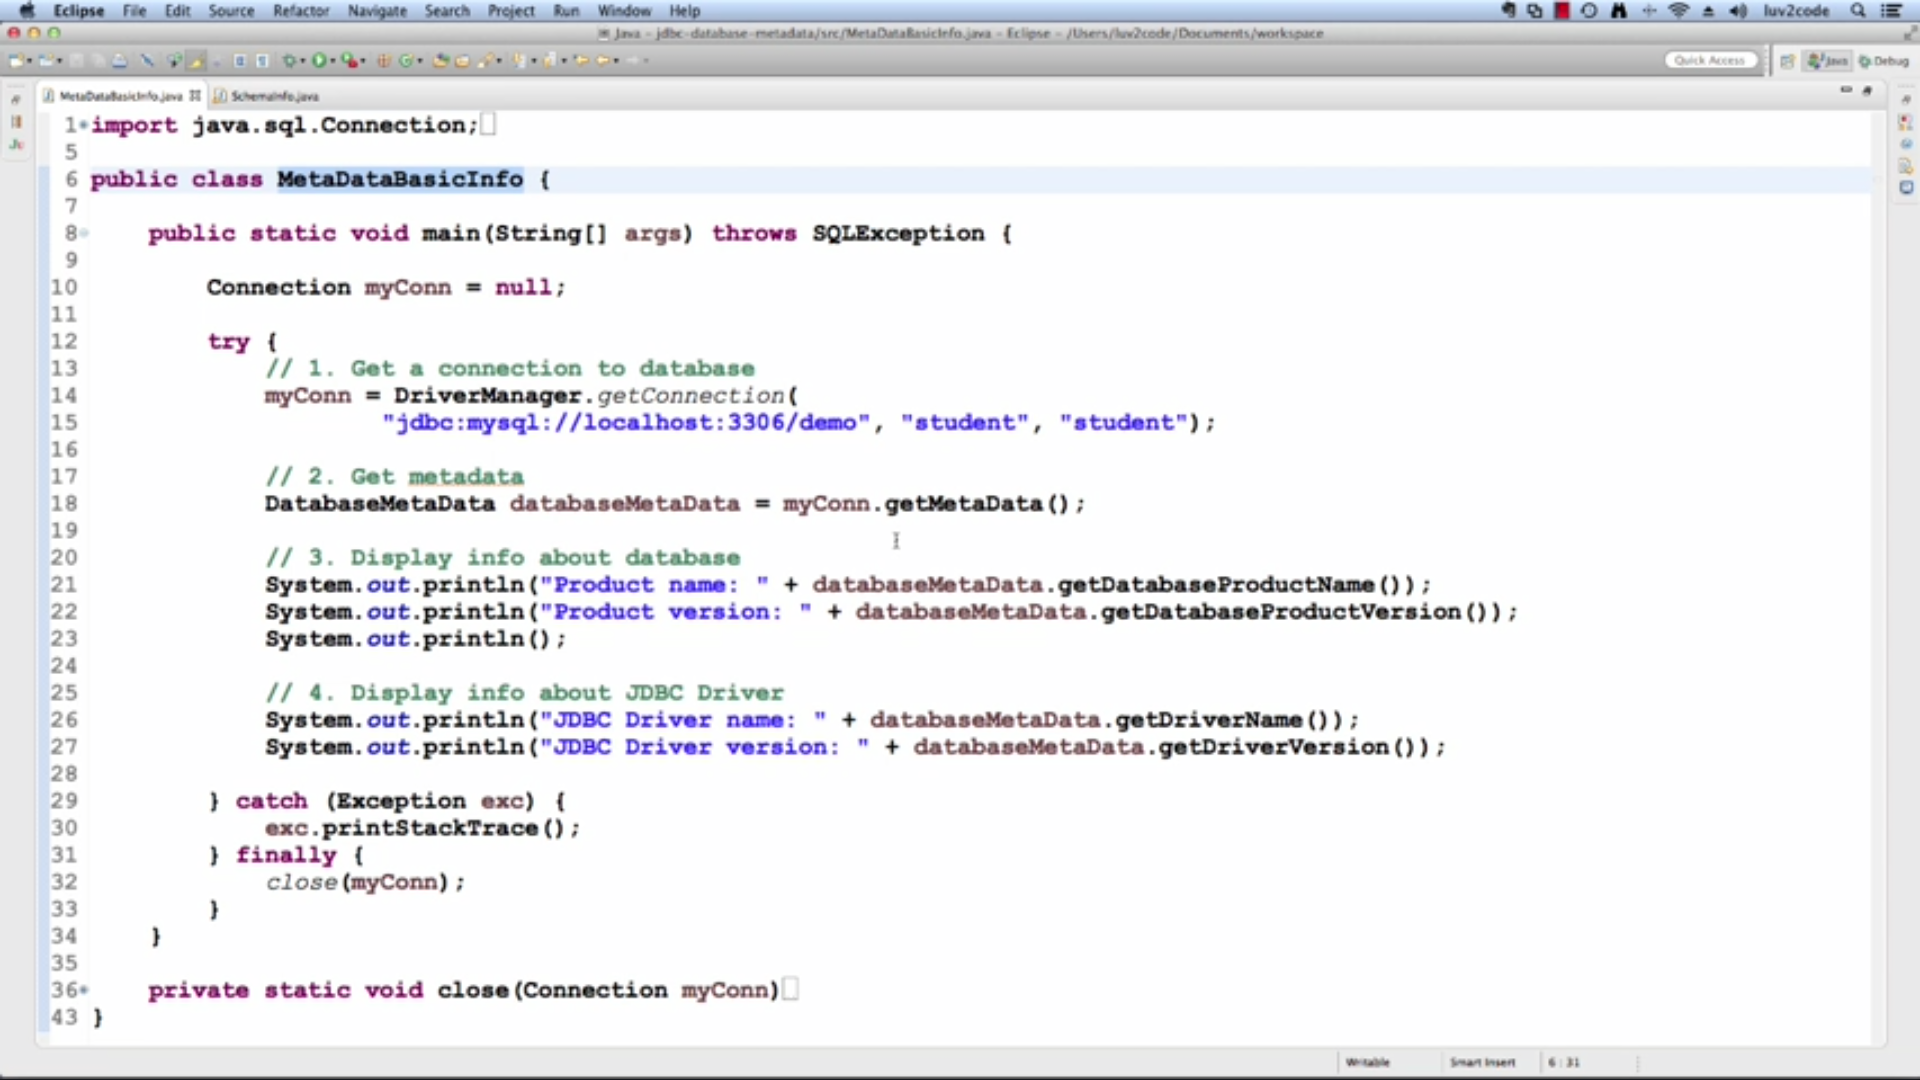 Eclipse File Edit Source Refactor Navigate Search Project Run Window Help luv2code
Java - jdbc-database-metadata/src/MetaDataBasicInfo.java - Eclipse - /Users/luv2code/Documents/workspace
Quick Access Java Debug
MetaDataBasicInfo.java SchemaInfo.java
1 import java.sql.Connection;
5
6 public class MetaDataBasicInfo {
7
8 public static void main(String[] args) throws SQLException {
9
10 Connection myConn = null;
11
12 try {
13 // 1. Get a connection to database
14 myConn = DriverManager.getConnection(
15 "jdbc:mysql://localhost:3306/demo", "student", "student");
16
17 // 2. Get metadata
18 DatabaseMetaData databaseMetaData = myConn.getMetaData();
19
20 // 3. Display info about database
21 System.out.println("Product name: " + databaseMetaData.getDatabaseProductName());
22 System.out.println("Product version: " + databaseMetaData.getDatabaseProductVersion());
23 System.out.println();
24
25 // 4. Display info about JDBC Driver
26 System.out.println("JDBC Driver name: " + databaseMetaData.getDriverName());
27 System.out.println("JDBC Driver version: " + databaseMetaData.getDriverVersion());
28
29 } catch (Exception exc) {
30 exc.printStackTrace();
31 } finally {
32 close(myConn);
33 }
34 }
35
36 private static void close(Connection myConn)
43 }
Writable Smart Insert 6 : 31